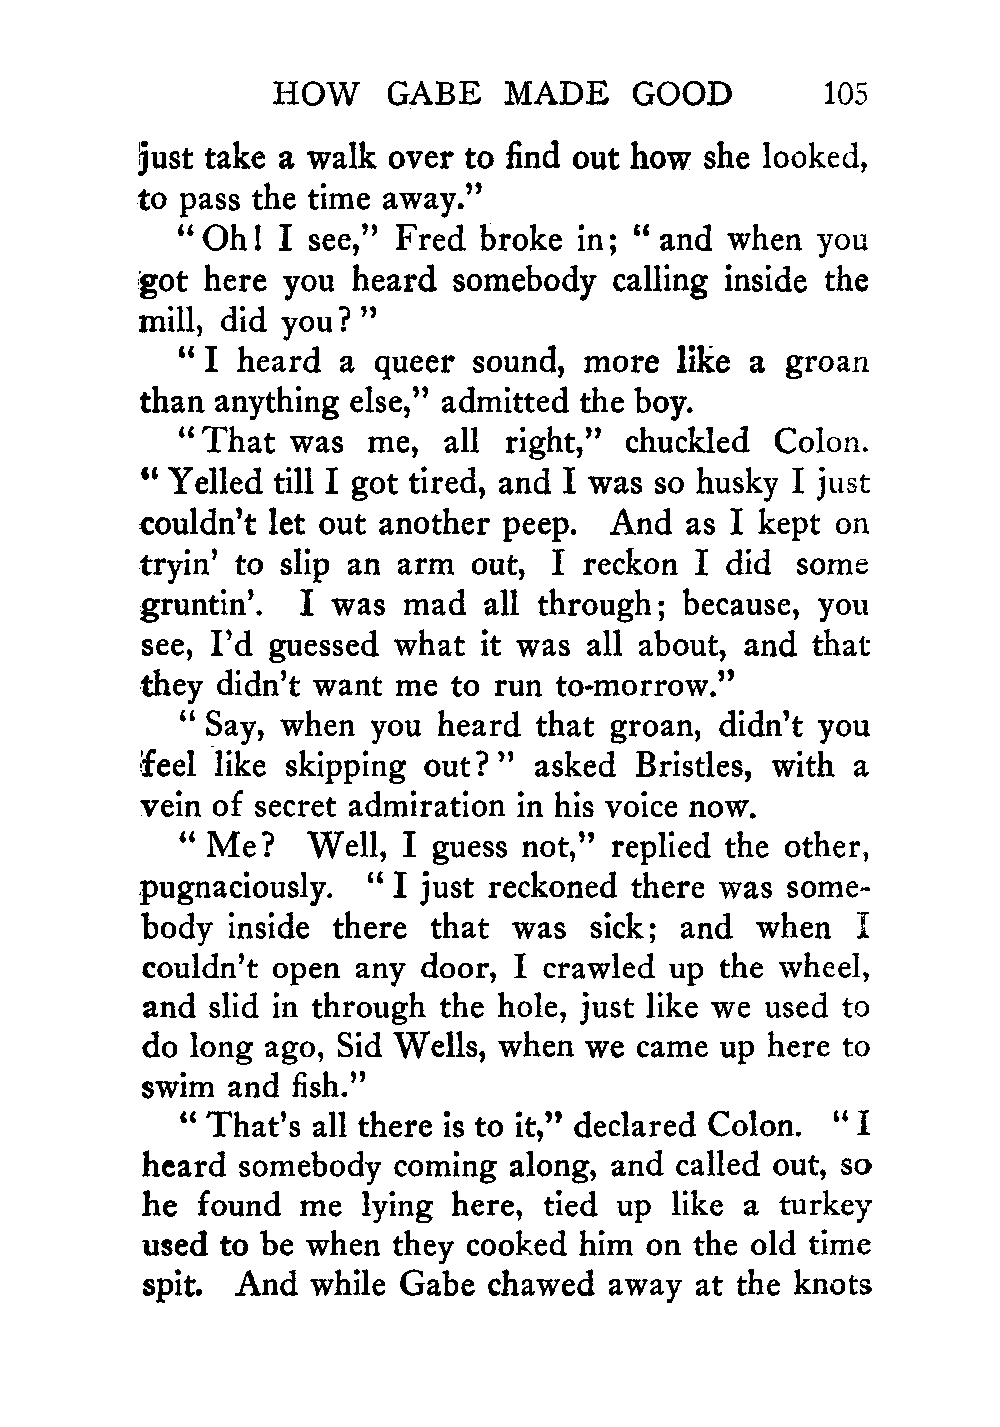 HOW GABE MADE GOOD 105
just take a walk over to find out how she looked,
to pass the time away."
"Oh! I see," Fred broke in; "and when you
got here you heard somebody calling inside the
mill, did you?"
"I heard a queer sound, more like a groan
than anything else," admitted the boy.
"That was me, all right," chuckled Colon.
"Yelled till I got tired, and I was so husky I just
couldn't let out another peep. And as I kept on
tryin' to slip an arm out, I reckon I did some
gruntin'. I was mad all through; because, you
see, I'd guessed what it was all about, and that
they didn't want me to run to-morrow."
"Say, when you heard that groan, didn't you
feel like skipping out?" asked Bristles, with a
vein of secret admiration in his voice now.
"Me? Well, I guess not," replied the other,
pugnaciously. "I just reckoned there was some-
body inside there that was sick; and when I
couldn't open any door, I crawled up the wheel,
and slid in through the hole, just like we used to
do long ago, Sid Wells, when we came up here to
swim and fish."
"That's all there is to it," declared Colon. "I
heard somebody coming along, and called out, so
he found me lying here, tied up like a turkey
used to be when they cooked him on the old time
spit. And while Gabe chawed away at the knots